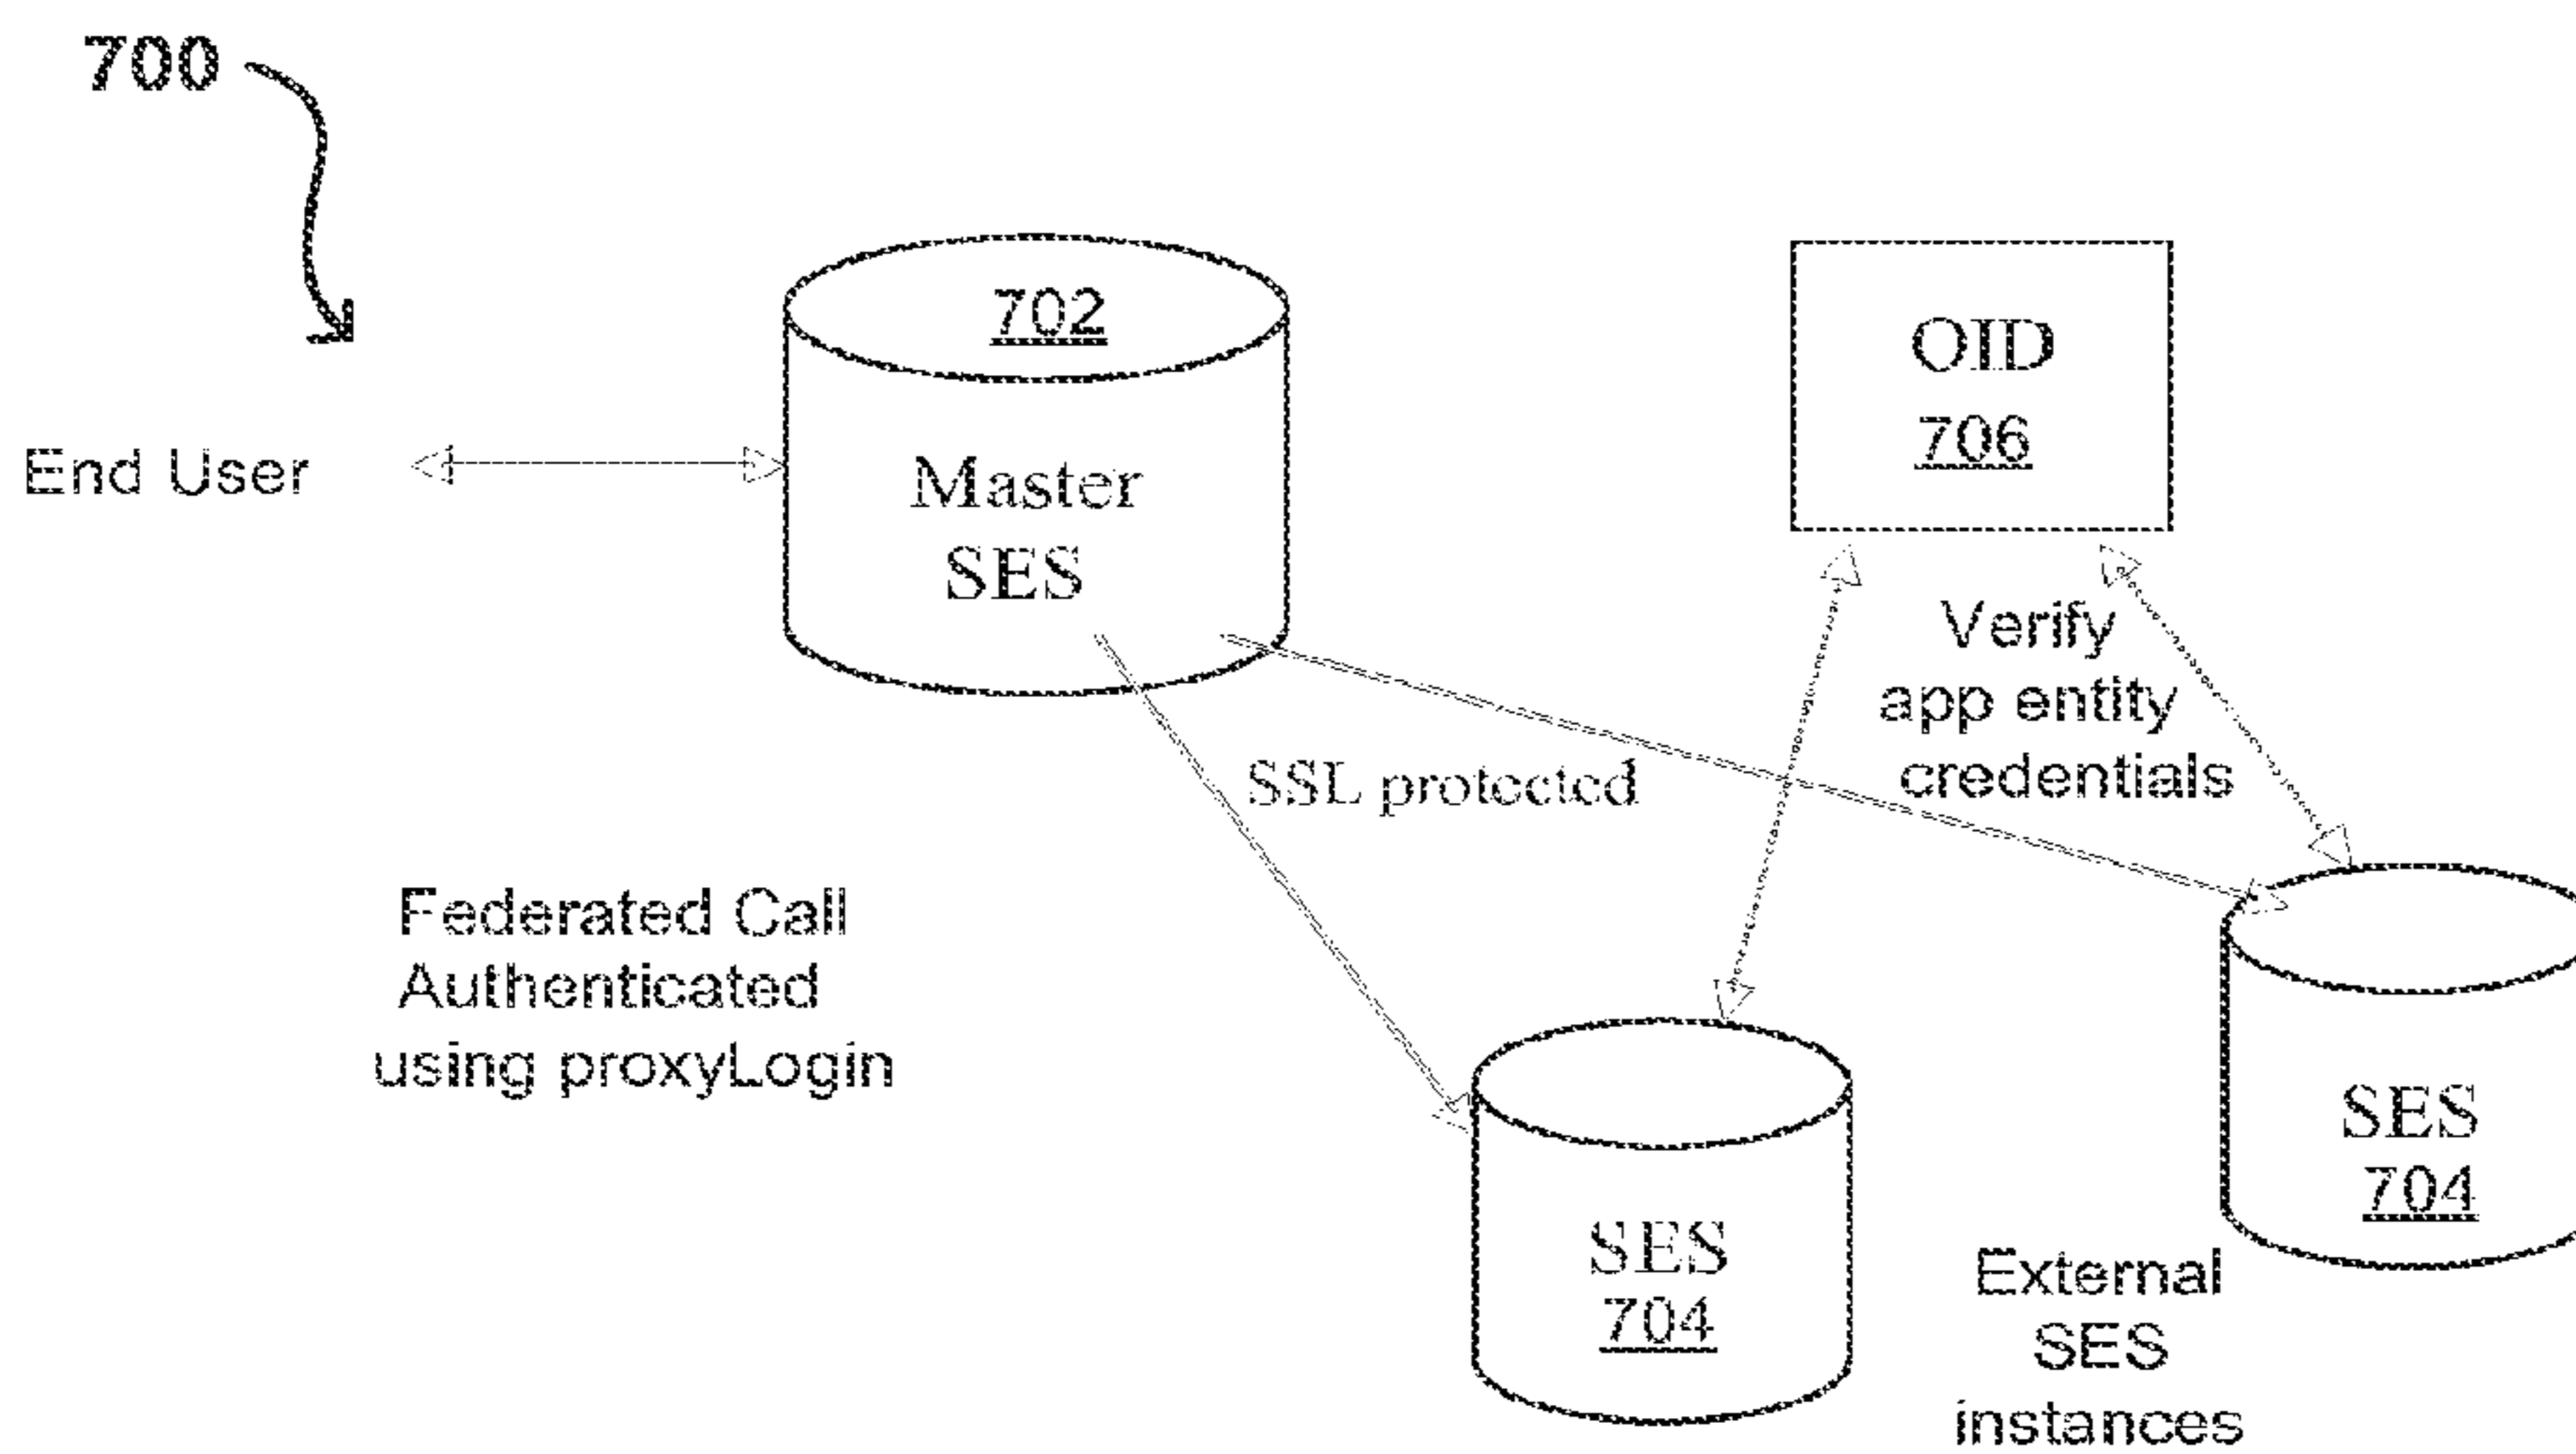 700
702
Master
SES
End User
OID
706
Verify
app entity
credentials
SSL protected
Federated Call
Authenticated
using proxyLogin
SES
704
SES
704
External
SES
instances